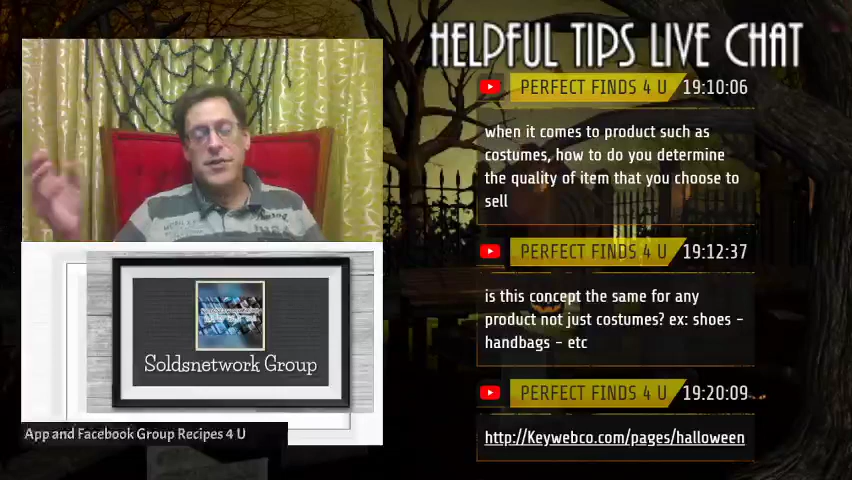 HELPFUL TIPS LIVE CHAT
PERFECT FINDS 4 U 19:10:06
when it comes to product such as
costumes, how to do you determine
the quality of item that you choose to
sell
PERFECT FINDS 4 U 19:12:37
is this concept the same for any
product not just costumes? ex: shoes -
handbags - etc
PERFECT FINDS 4 U 19:20:09
http://Keywebco.com/pages/halloween
Soldsnetwork Group
App and Facebook Group Recipes 4 U